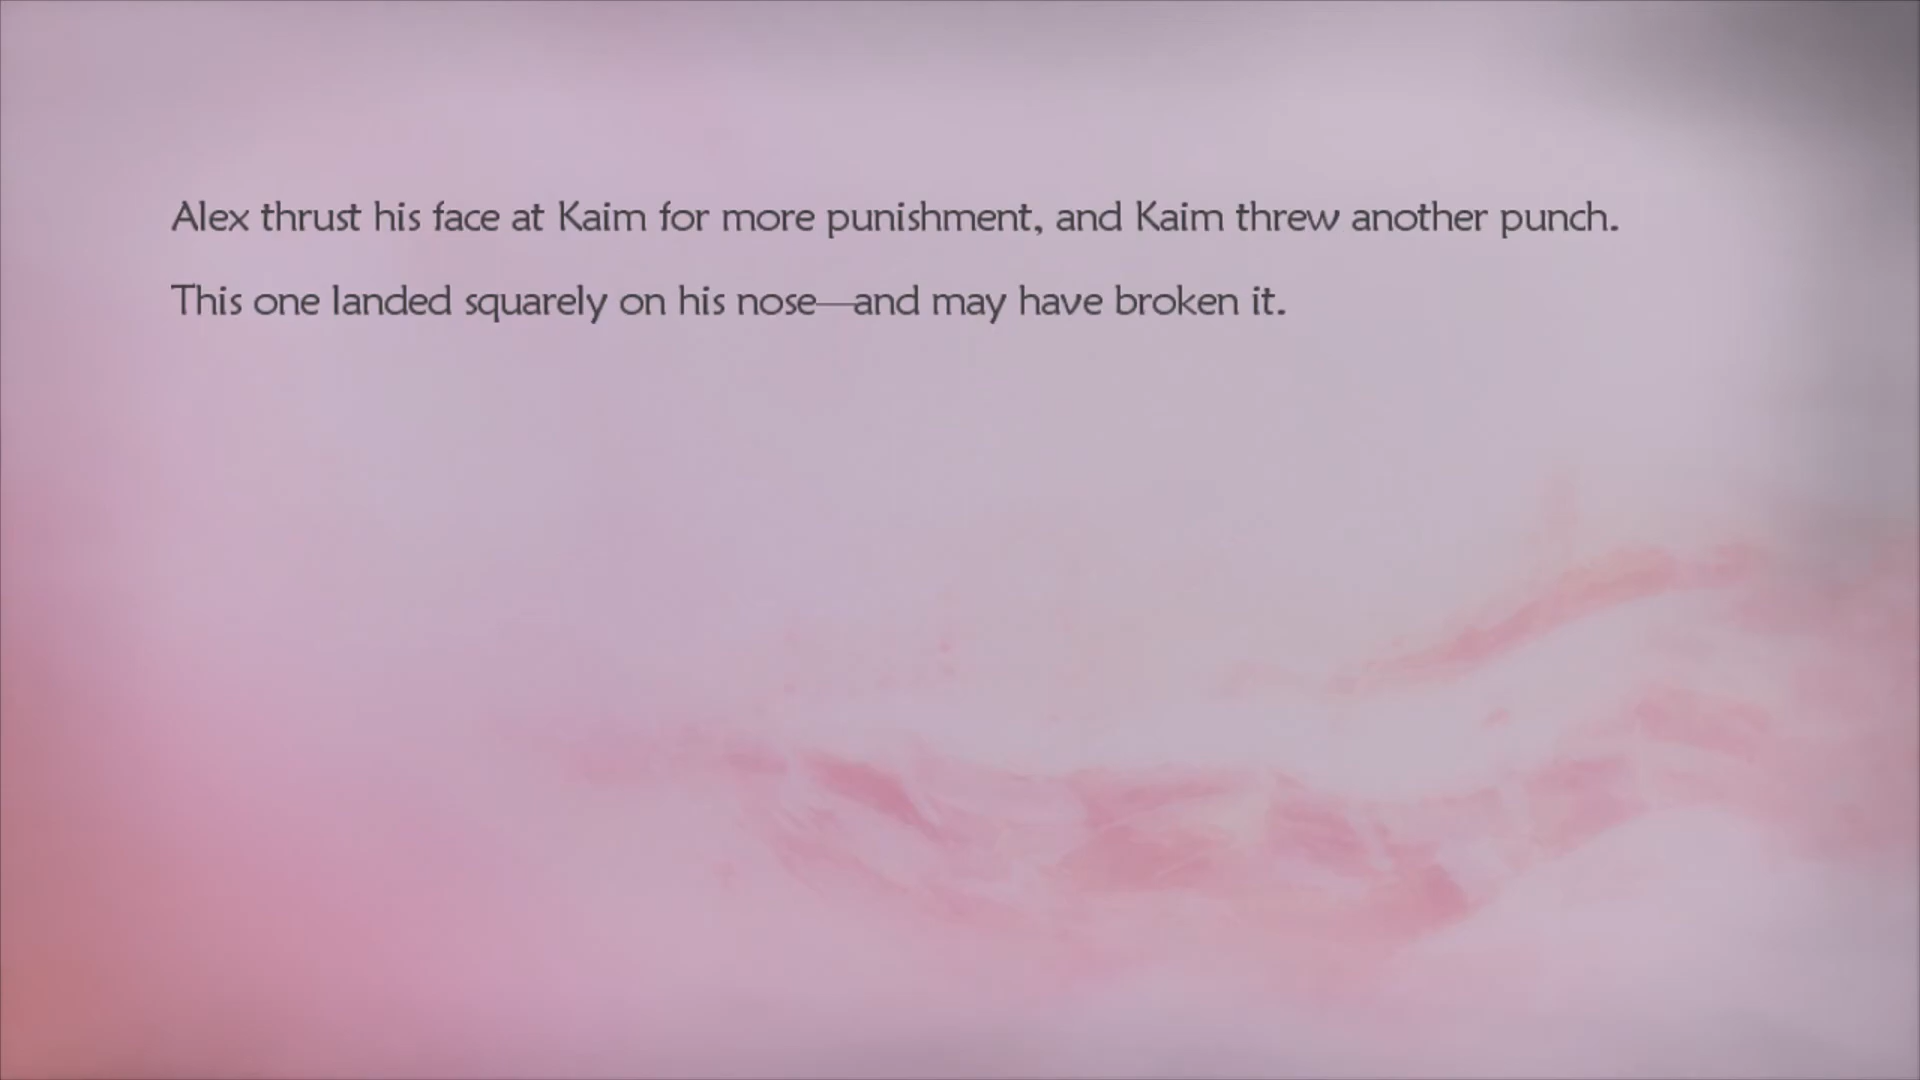 Alex thrust his face at Kaim for more punishment, and Kaim threw another punch.
This one landed squarely on his nose—and may have broken it.